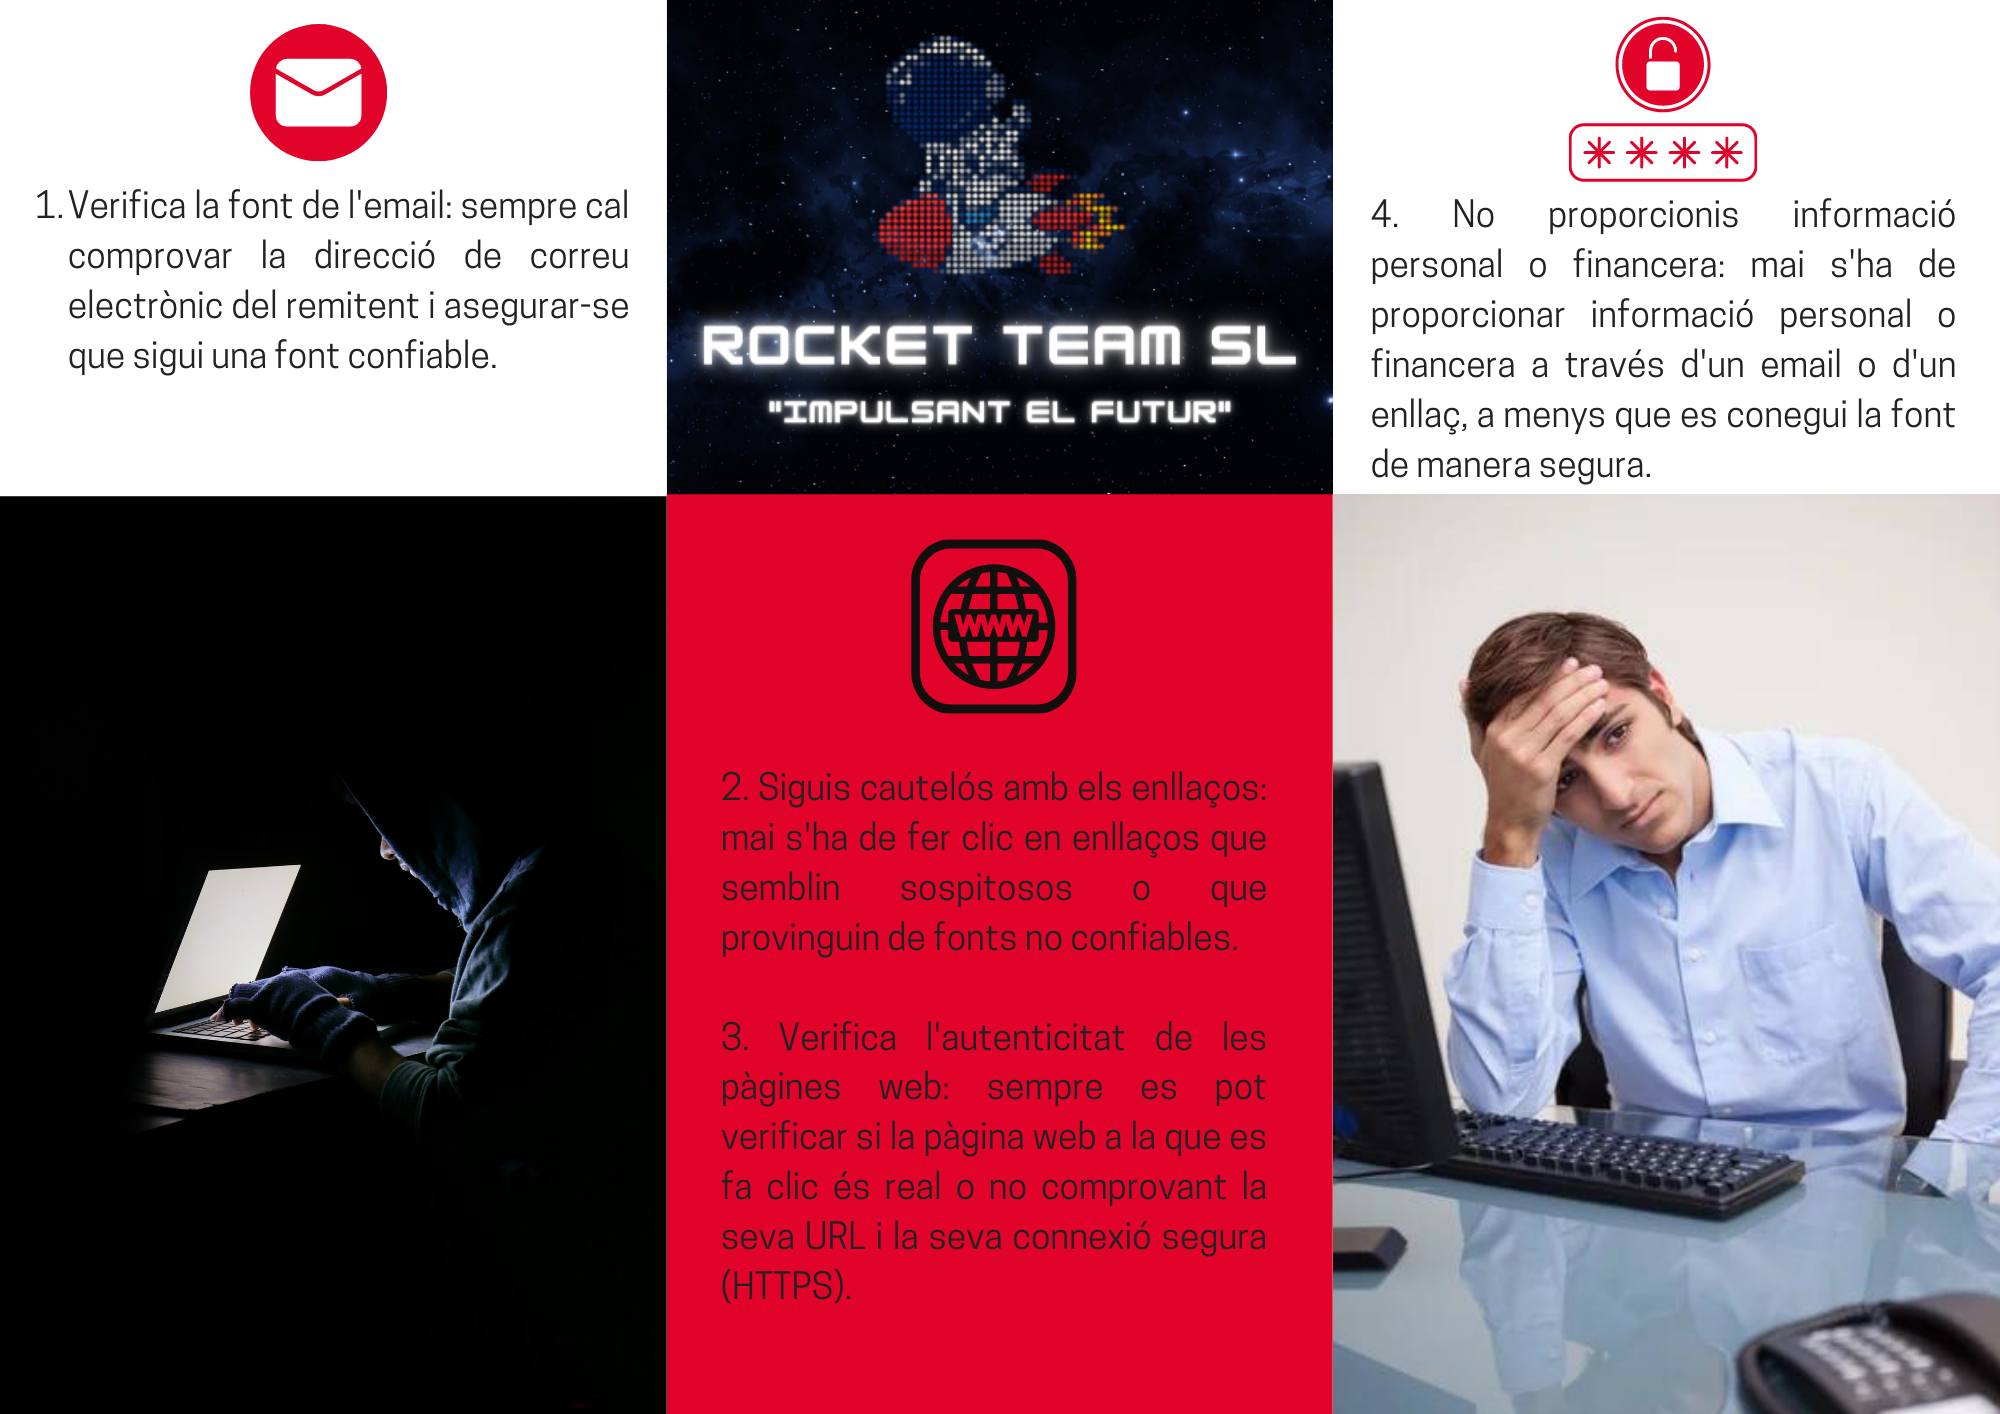 1. Verifica la font de l'email: sempre cal
comprovar la direcció de correu
electrònic del remitent i asegurar-se
que sigui una font confiable.
ROCKET TEAM SL
"IMPULSANT EL FUTUR"
WWW
2. Siguis cautelós amb els enllaços:
mai s'ha de fer clic en enllaços que
semblin sospitosos o que
provinguin de fonts no confiables.
3. Verifica l'autenticitat de les
pàgines web: sempre es pot
verificar si la pàgina web a la que es
fa clic és real o no comprovant la
seva URL i la seva connexió segura
(HTTPS).
****
4. No proporcionis informació
personal o financera: mai s'ha de
proporcionar informació personal o
financera a través d'un email o d'un
enllaç, a menys que es conegui la font
de manera segura.